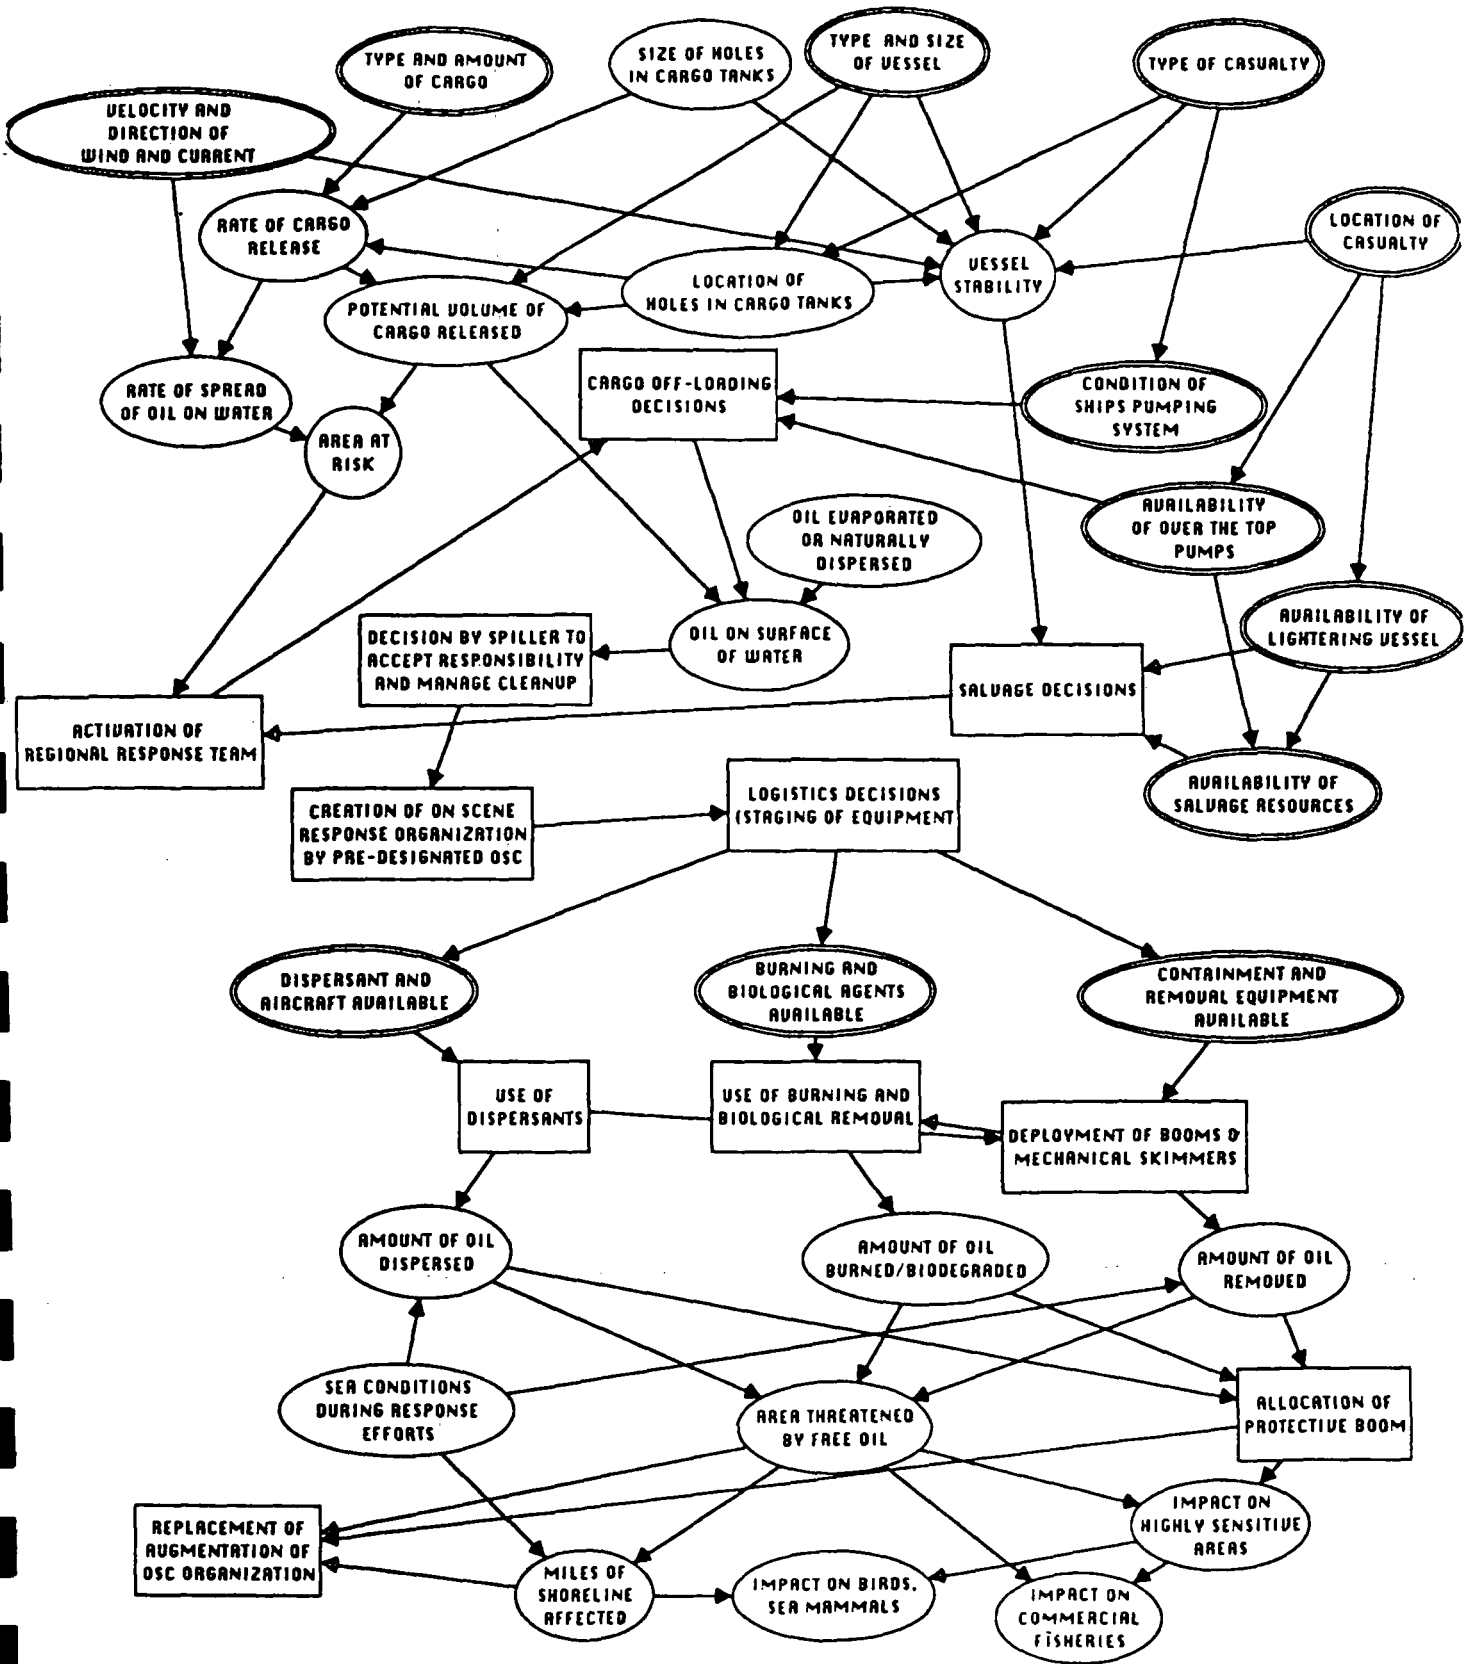 TYPE AND AMOUNT
OF CARGO
SIZE OF HOLES
IN CARGO TANKS
TYPE AND SIZE
OF VESSEL
TYPE OF CASUALTY
VELOCITY AND
DIRECTION OF
WIND AND CURRENT
RATE OF CARGO
RELEASE
LOCATION OF
CASUALTY
POTENTIAL VOLUME OF
CARGO RELEASED
LOCATION OF
HOLES IN CARGO TANKS
VESSEL
STABILITY
RATE OF SPREAD
OF OIL ON WATER
AREA AT
RISK
CARGO OFF-LOADING
DECISIONS
CONDITION OF
SHIPS PUMPING
SYSTEM
OIL EVAPORATED
OR NATURALLY
DISPERSED
AVAILABILITY
OF OVER THE TOP
PUMPS
DECISION BY SPILLER TO
ACCEPT RESPONSIBILITY
AND MANAGE CLEANUP
OIL ON SURFACE
OF WATER
AVAILABILITY OF
LIGHTERING VESSEL
SALVAGE DECISIONS
ACTIVATION OF
REGIONAL RESPONSE TEAM
AVAILABILITY OF
SALVAGE RESOURCES
CREATION OF ON SCENE
RESPONSE ORGANIZATION
BY PRE-DESIGNATED OSC
LOGISTICS DECISIONS
(STAGING OF EQUIPMENT
DISPERSANT AND
AIRCRAFT AVAILABLE
BURNING AND
BIOLOGICAL AGENTS
AVAILABLE
CONTAINMENT AND
REMOVAL EQUIPMENT
AVAILABLE
USE OF
DISPERSANTS
USE OF BURNING AND
BIOLOGICAL REMOVAL
DEPLOYMENT OF BOOMS &
MECHANICAL SKIMMERS
AMOUNT OF OIL
DISPERSED
AMOUNT OF OIL
BURNED/BIODEGRADED
AMOUNT OF OIL
REMOVED
SEA CONDITIONS
DURING RESPONSE
EFFORTS
AREA THREATENED
BY FREE OIL
ALLOCATION OF
PROTECTIVE BOOM
REPLACEMENT OF
AUGMENTATION OF
OSC ORGANIZATION
MILES OF
SHORELINE
AFFECTED
IMPACT ON BIRDS,
SEA MAMMALS
IMPACT ON
HIGHLY SENSITIVE
AREAS
IMPACT ON
COMMERCIAL
FISHERIES